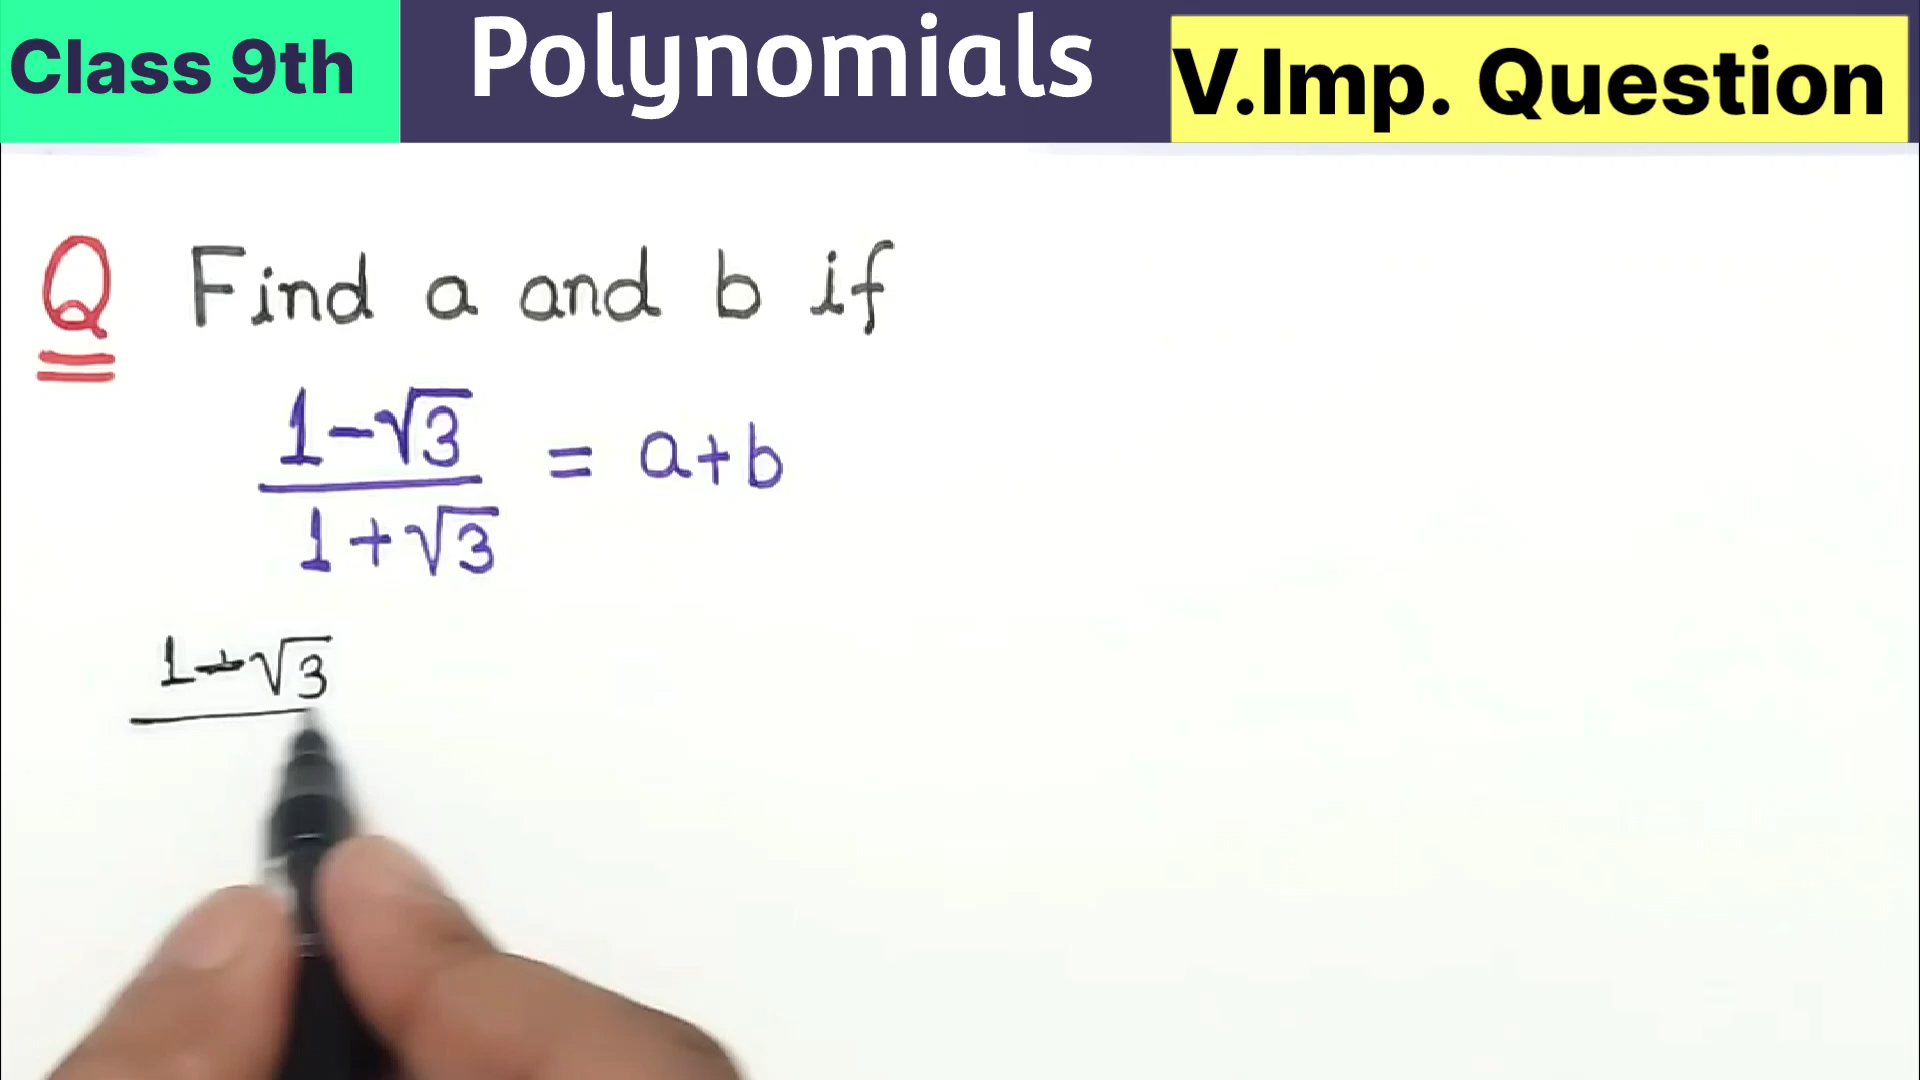 Class 9th Polynomials V.Imp. Question
Q Find a and b if
1-√3
= a+b
1+√3
1-√3